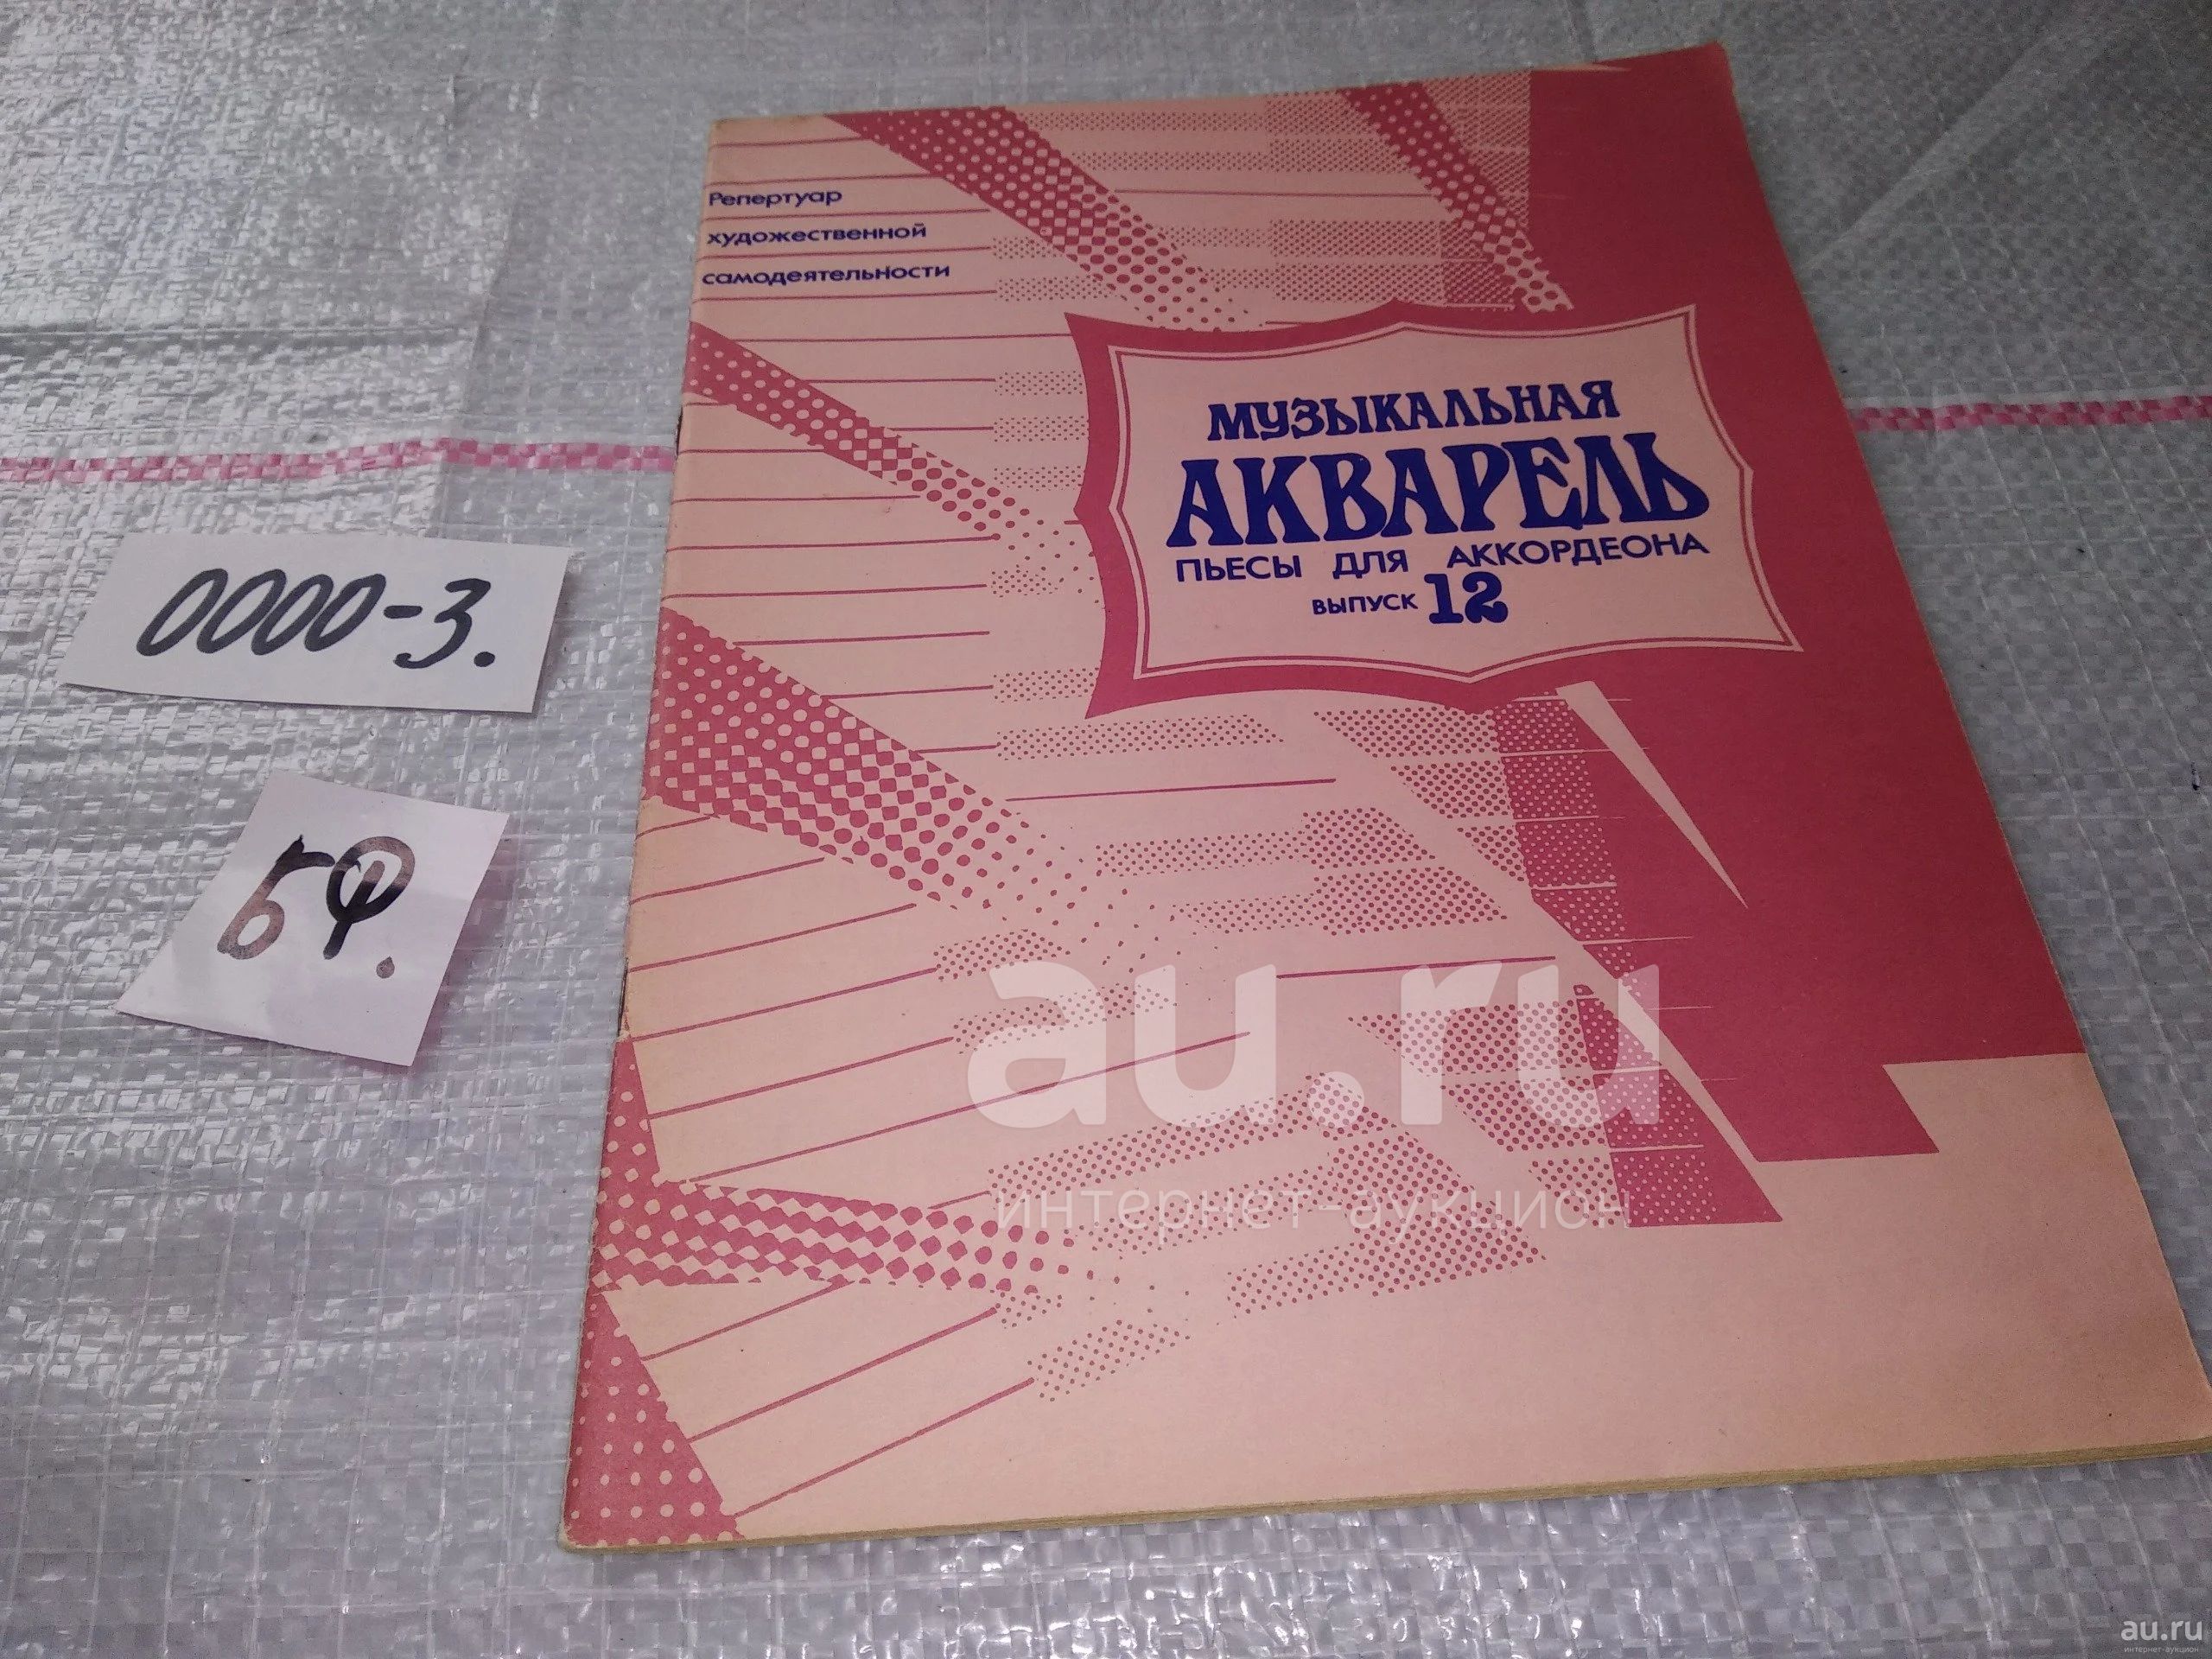 Репертуар
художественной
самодеятельности
МУЗЫКАЛЬНАЯ
АКВАРЕЛЬ
ПЬЕСЫ ДЛЯ АККОРДЕОНА
ВЫПУСК 12
0000-3.
БФ.
au.ru
интернет-аукцион
au.ru
интернет-аукцион